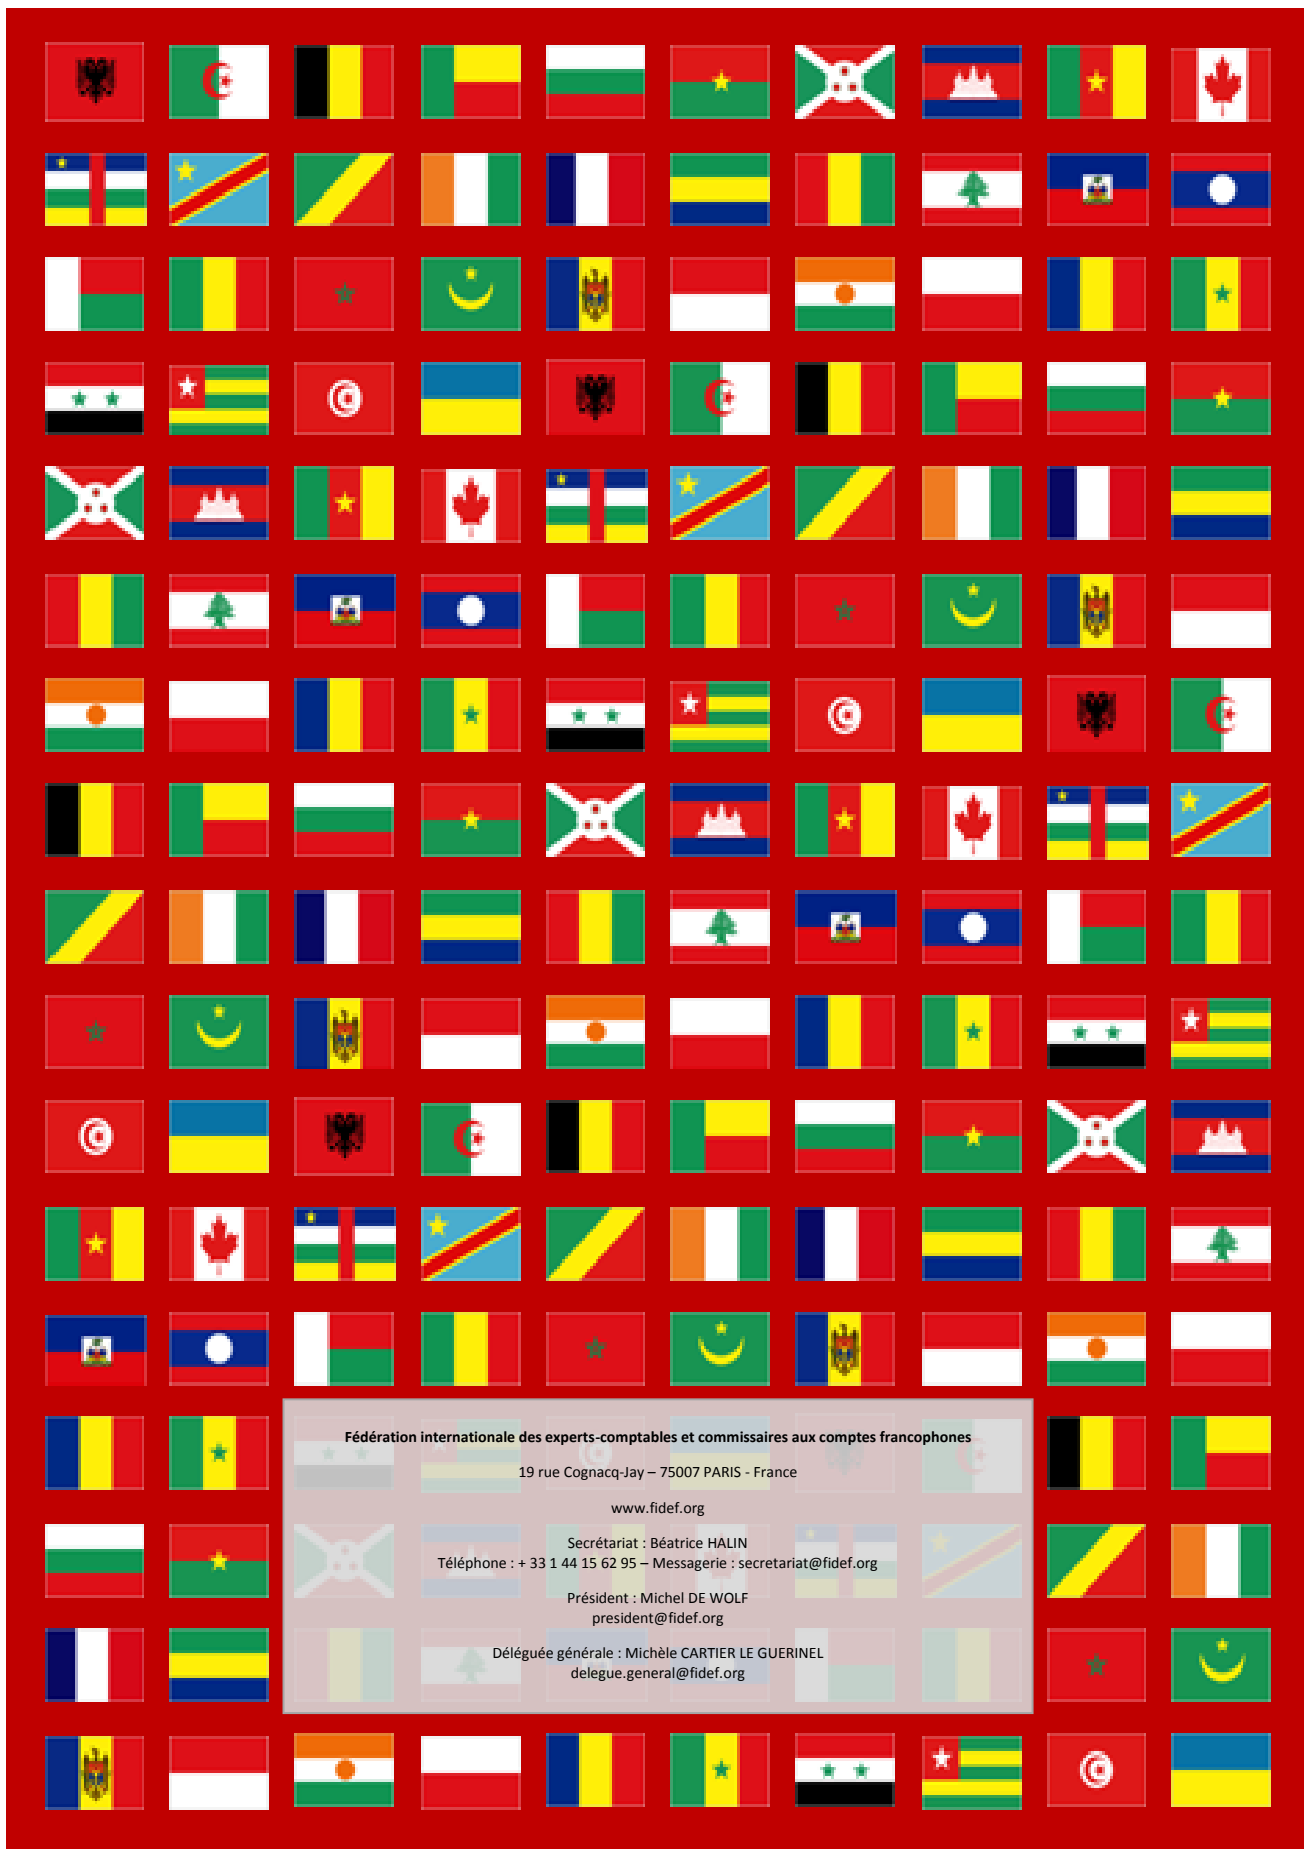 Fédération internationale des experts-comptables et commissaires aux comptes francophones
19 rue Cognacq-Jay – 75007 PARIS - France
www.fidef.org
Secrétariat : Béatrice HALIN
Téléphone : + 33 1 44 15 62 95 – Messagerie : secretariat@fidef.org
Président : Michel DE WOLF
president@fidef.org
Déléguée générale : Michèle CARTIER LE GUERINEL
delegue.general@fidef.org